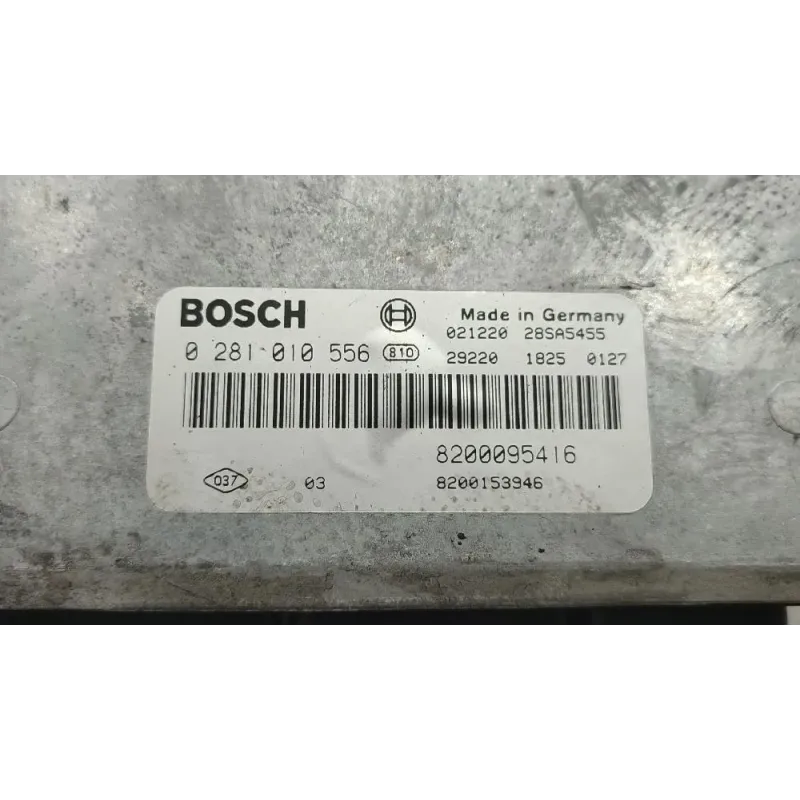 BOSCH
Made in Germany
021220 28SA5455
0 281 010 556 810
29220 1825 0127
8200095416
037 03 8200153946